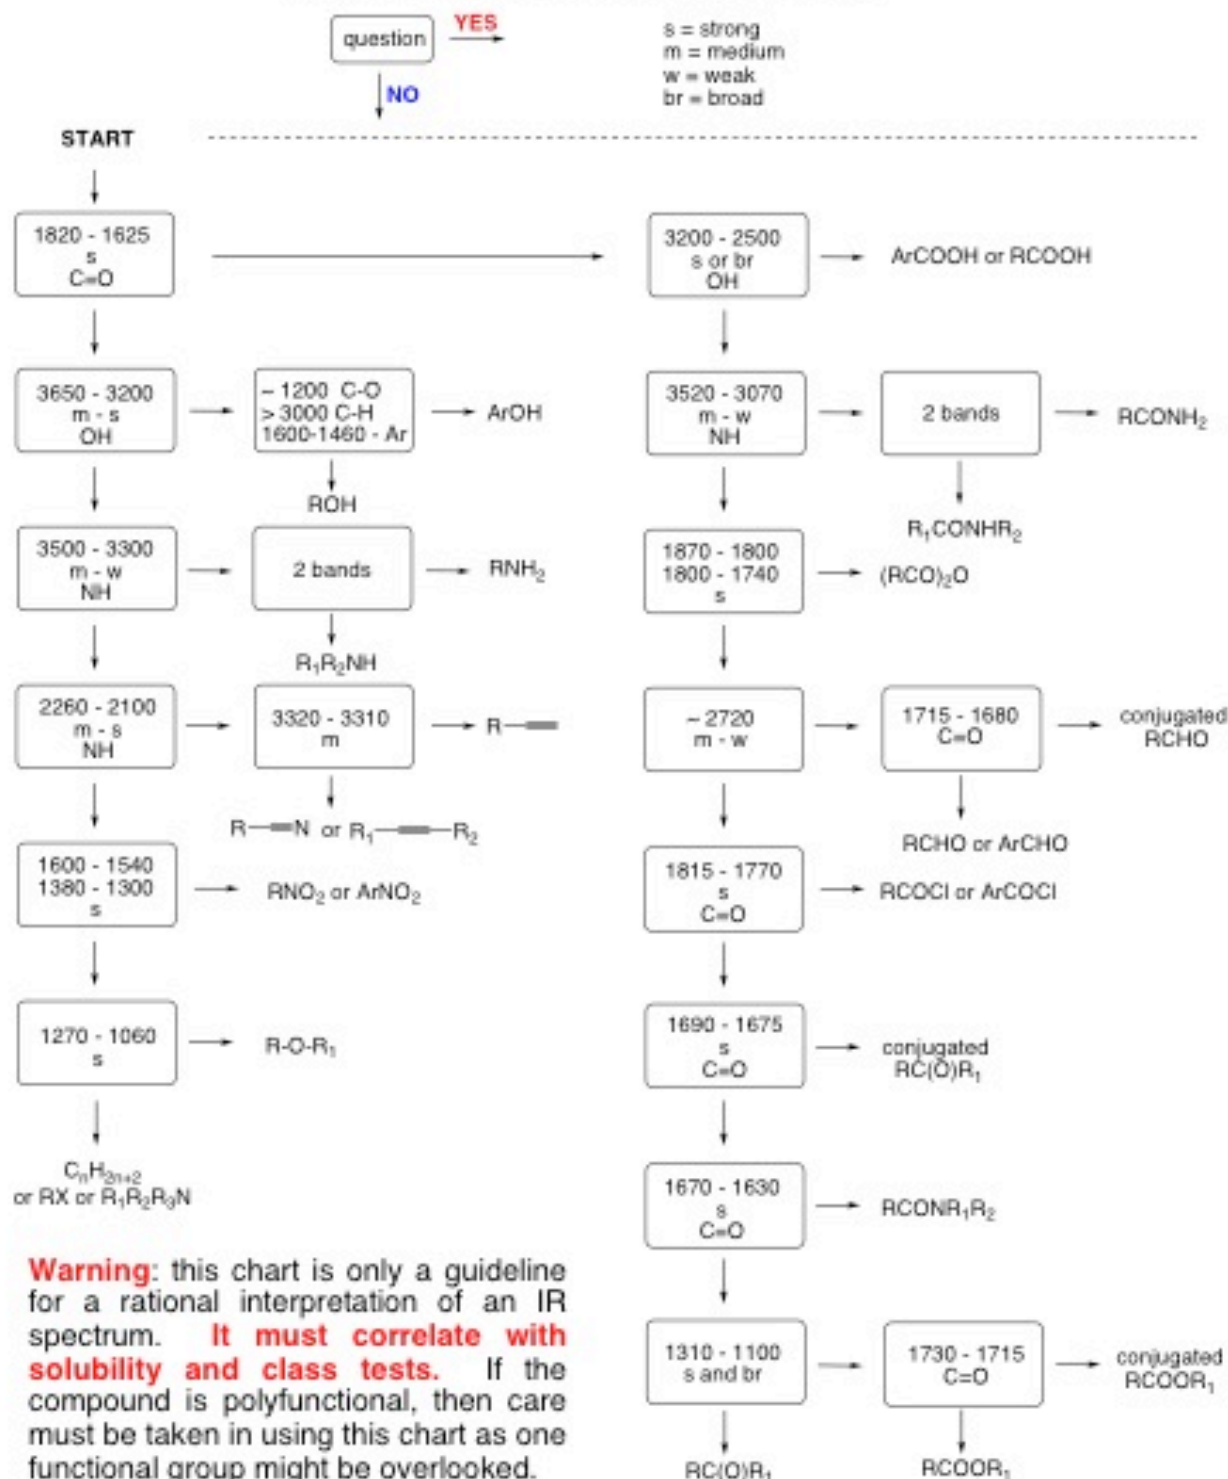 question
YES
NO
s = strong
m = medium
w = weak
br = broad
START
1820 - 1625
s
C=O
3200 - 2500
s or br
OH
ArCOOH or RCOOH
3650 - 3200
m - s
OH
~ 1200 C-O
> 3000 C-H
1600-1460 - Ar
ArOH
ROH
3520 - 3070
m - w
NH
2 bands
RCONH₂
R₁CONHR₂
3500 - 3300
m - w
NH
2 bands
RNH₂
R₁R₂NH
1870 - 1800
1800 - 1740
s
(RCO)₂O
2260 - 2100
m - s
NH
3320 - 3310
m
R
R N or R₁ R₂
~ 2720
m - w
1715 - 1680
C=O
conjugated
RCHO
RCHO or ArCHO
1600 - 1540
1380 - 1300
s
RNO₂ or ArNO₂
1815 - 1770
s
C=O
RCOCl or ArCOCl
1270 - 1060
s
R-O-R₁
1690 - 1675
s
C=O
conjugated
RC(O)R₁
CₙH₂ₙ₊₂
or RX or R₁R₂R₃N
1670 - 1630
s
C=O
RCONR₁R₂
1310 - 1100
s and br
1730 - 1715
C=O
conjugated
RCOOR₁
RC(O)R₁
RCOOR₁
Warning: this chart is only a guideline
for a rational interpretation of an IR
spectrum. It must correlate with
solubility and class tests. If the
compound is polyfunctional, then care
must be taken in using this chart as one
functional group might be overlooked.